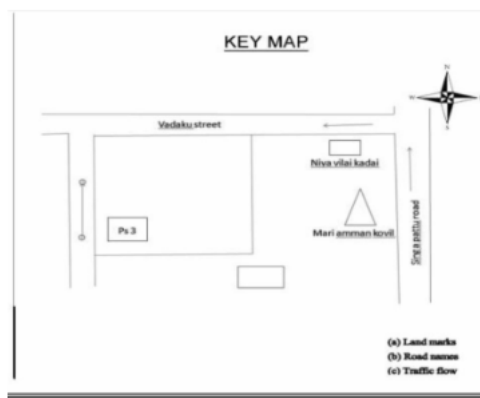 KEY MAP
N
W
E
S
Vadaku street
Niya vilai kadai
Ps 3
Mari amman kovil
Singa pattu road
(a) Land marks
(b) Road names
(c) Traffic flow